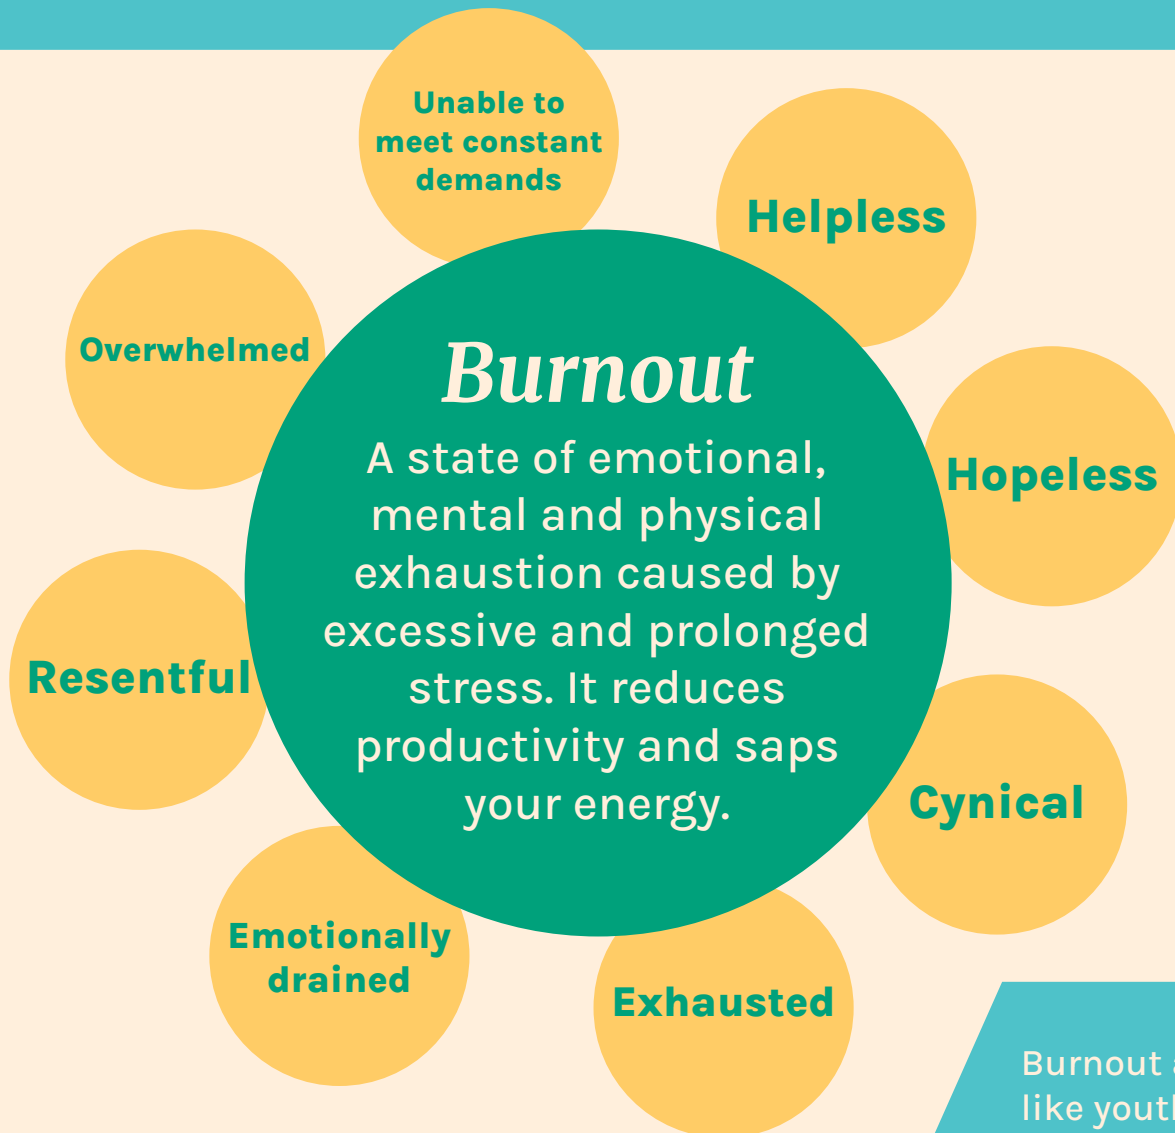 Unable to
meet constant
demands
Helpless
Overwhelmed
Burnout
A state of emotional,
mental and physical
exhaustion caused by
excessive and prolonged
stress. It reduces
productivity and saps
your energy.
Hopeless
Resentful
Cynical
Emotionally
drained
Exhausted
Burnout
like